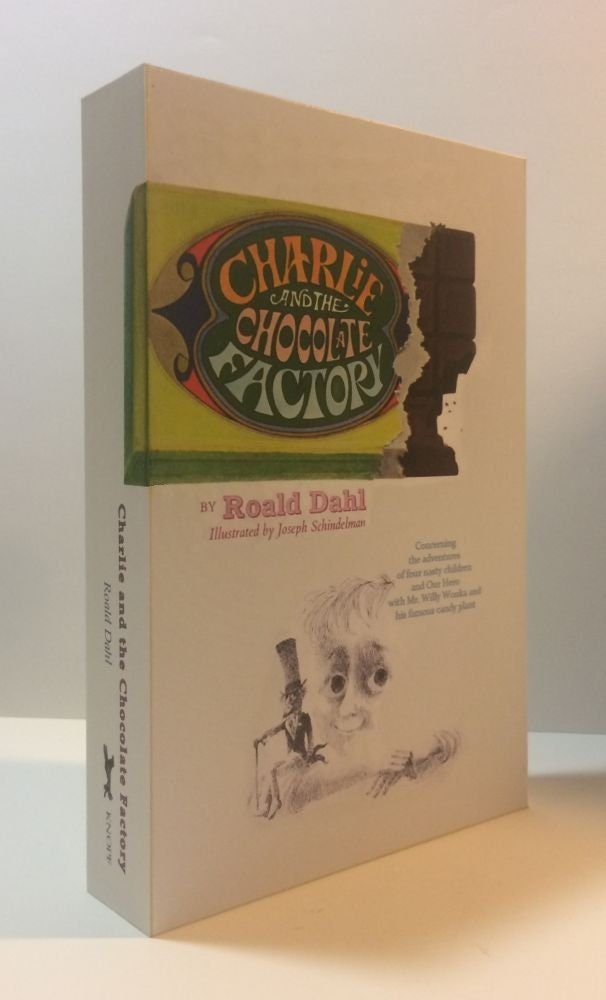 CHARLiE
AND THE
CHOCOLATE
FACTORY
BY Roald Dahl
Illustrated by Joseph Schindelman
Concerning
the adventures
of four nasty children
and Our Hero
with Mr. Willy Wonka and
his famous candy plant
Charlie and the Chocolate Factory
Roald Dahl
KNOPF